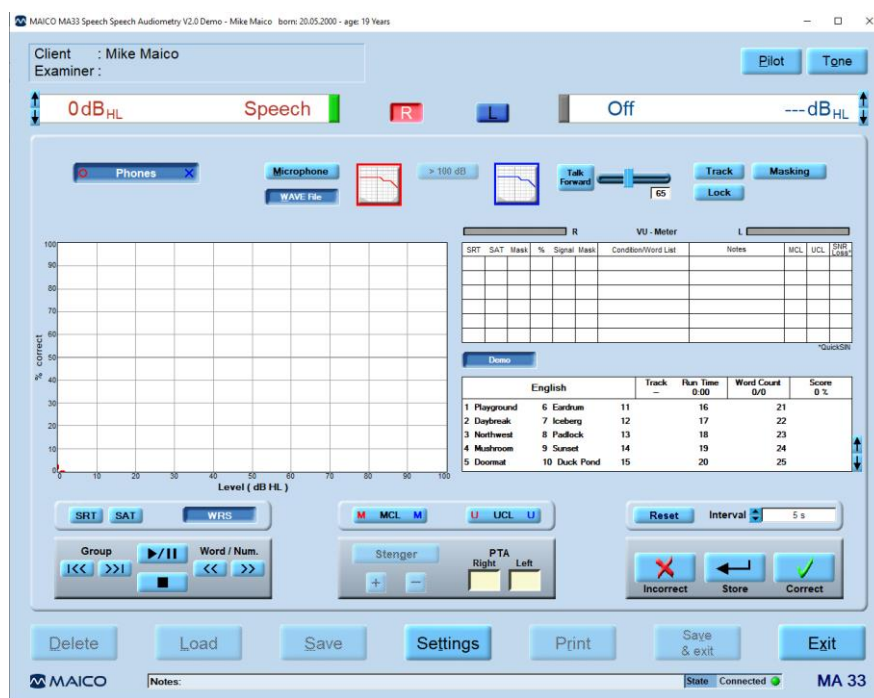 MAICO MA33 Speech Speech Audiometry V2.0 Demo - Mike Maico born: 20.05.2000 - age: 19 Years
Client : Mike Maico
Examiner :
Pilot Tone
0 dB HL Speech R L Off ---dB HL
Phones Microphone > 100 dB Talk Forward Track Masking
WAVE File 65 Lock
R VU - Meter L
SRT SAT Mask % Signal Mask Condition/Word List Notes MCL UCL SNR Loss*
*QuickSIN
Demo
English Track – Run Time 0:00 Word Count 0/0 Score 0 %
1 Playground 6 Eardrum 11 16 21
2 Daybreak 7 Iceberg 12 17 22
3 Northwest 8 Padlock 13 18 23
4 Mushroom 9 Sunset 14 19 24
5 Doormat 10 Duck Pond 15 20 25
% correct
100
90
80
70
60
50
40
30
20
10
0
0 10 20 30 40 50 60 70 80 90 100
Level ( dB HL )
SRT SAT WRS M MCL M U UCL U Reset Interval 5 s
Group Word / Num.
I<< >>I ▶/II << >>
Stenger PTA
Right Left
+ −
Incorrect Store Correct
Delete Load Save Settings Print Save & exit Exit
MAICO Notes: State Connected MA 33